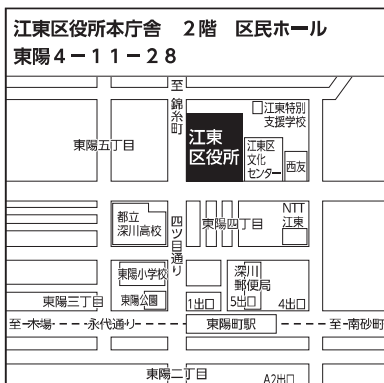 江東区役所本庁舎　2階　区民ホール
東陽4－11－28
至
錦糸町
江東特別
支援学校
江東
区役所
東陽五丁目
江東区
文化
センター
西友
都立
深川高校
四ツ目通り
東陽四丁目
NTT
江東
東陽小学校
東陽公園
深川
郵便局
東陽三丁目
1出口
5出口
4出口
至－木場
永代通り
東陽町駅
至－南砂町
東陽二丁目
A2出口